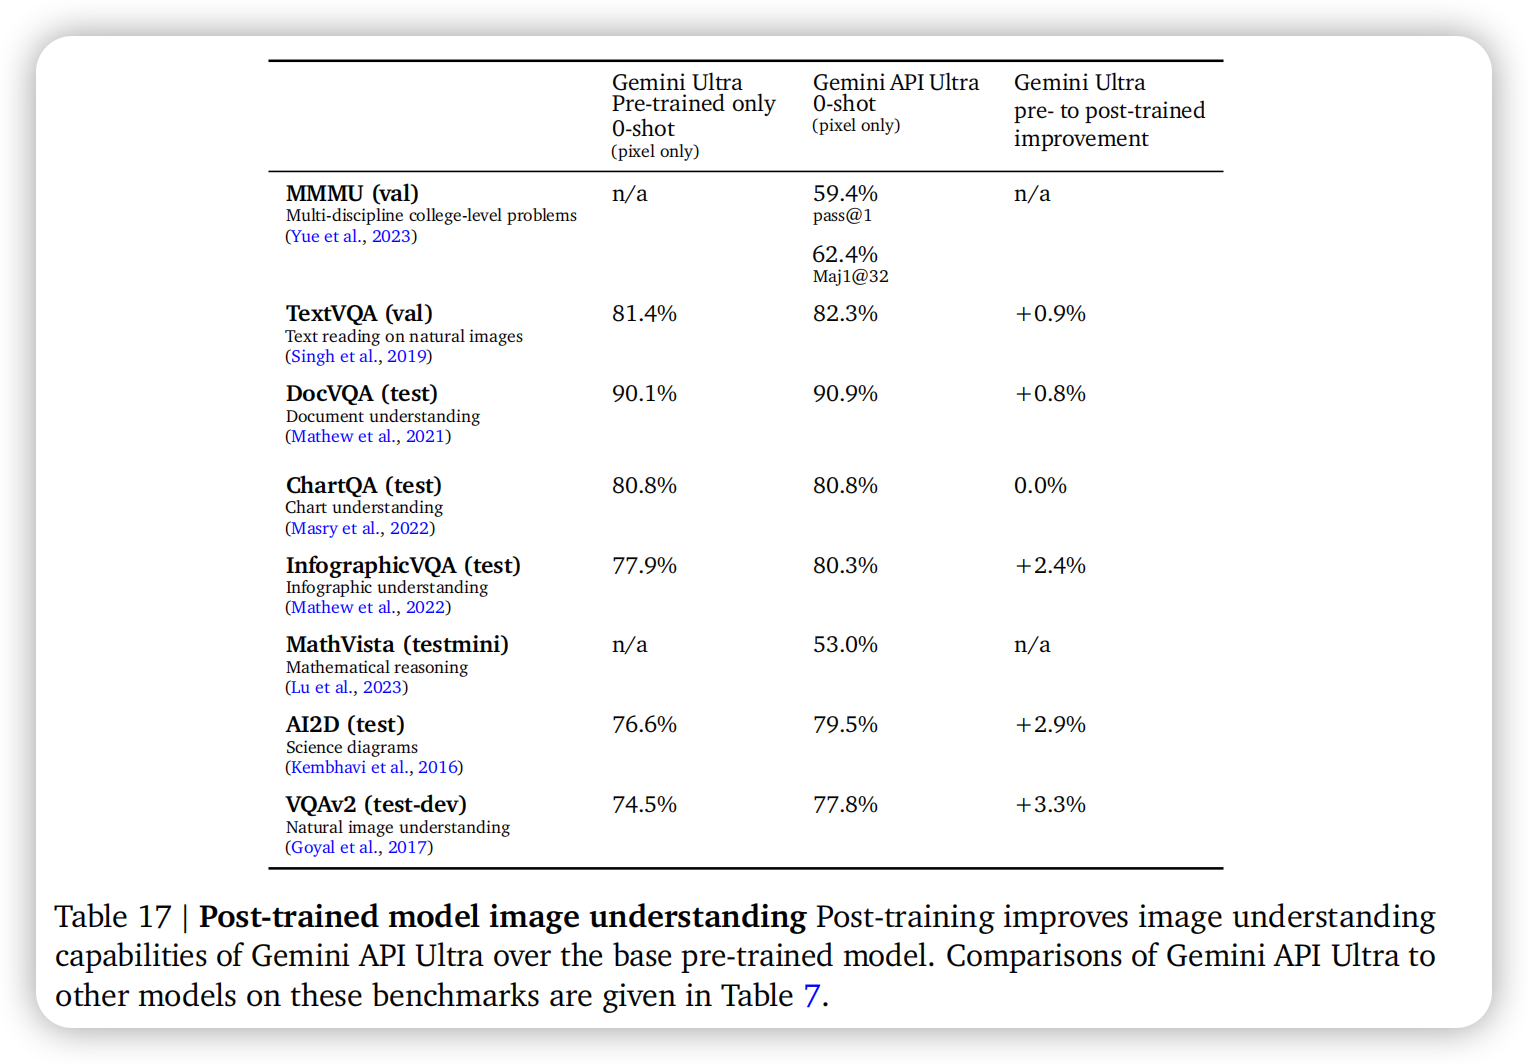 Gemini Ultra Gemini API Ultra Gemini Ultra
Pre-trained only 0-shot pre- to post-trained
0-shot (pixel only) improvement
(pixel only)
MMMU (val) n/a 59.4% n/a
Multi-discipline college-level problems pass@1
(Yue et al., 2023)
62.4%
Maj1@32
TextVQA (val) 81.4% 82.3% +0.9%
Text reading on natural images
(Singh et al., 2019)
DocVQA (test) 90.1% 90.9% +0.8%
Document understanding
(Mathew et al., 2021)
ChartQA (test) 80.8% 80.8% 0.0%
Chart understanding
(Masry et al., 2022)
InfographicVQA (test) 77.9% 80.3% +2.4%
Infographic understanding
(Mathew et al., 2022)
MathVista (testmini) n/a 53.0% n/a
Mathematical reasoning
(Lu et al., 2023)
AI2D (test) 76.6% 79.5% +2.9%
Science diagrams
(Kembhavi et al., 2016)
VQAv2 (test-dev) 74.5% 77.8% +3.3%
Natural image understanding
(Goyal et al., 2017)
Table 17 | Post-trained model image understanding Post-training improves image understanding
capabilities of Gemini API Ultra over the base pre-trained model. Comparisons of Gemini API Ultra to
other models on these benchmarks are given in Table 7.